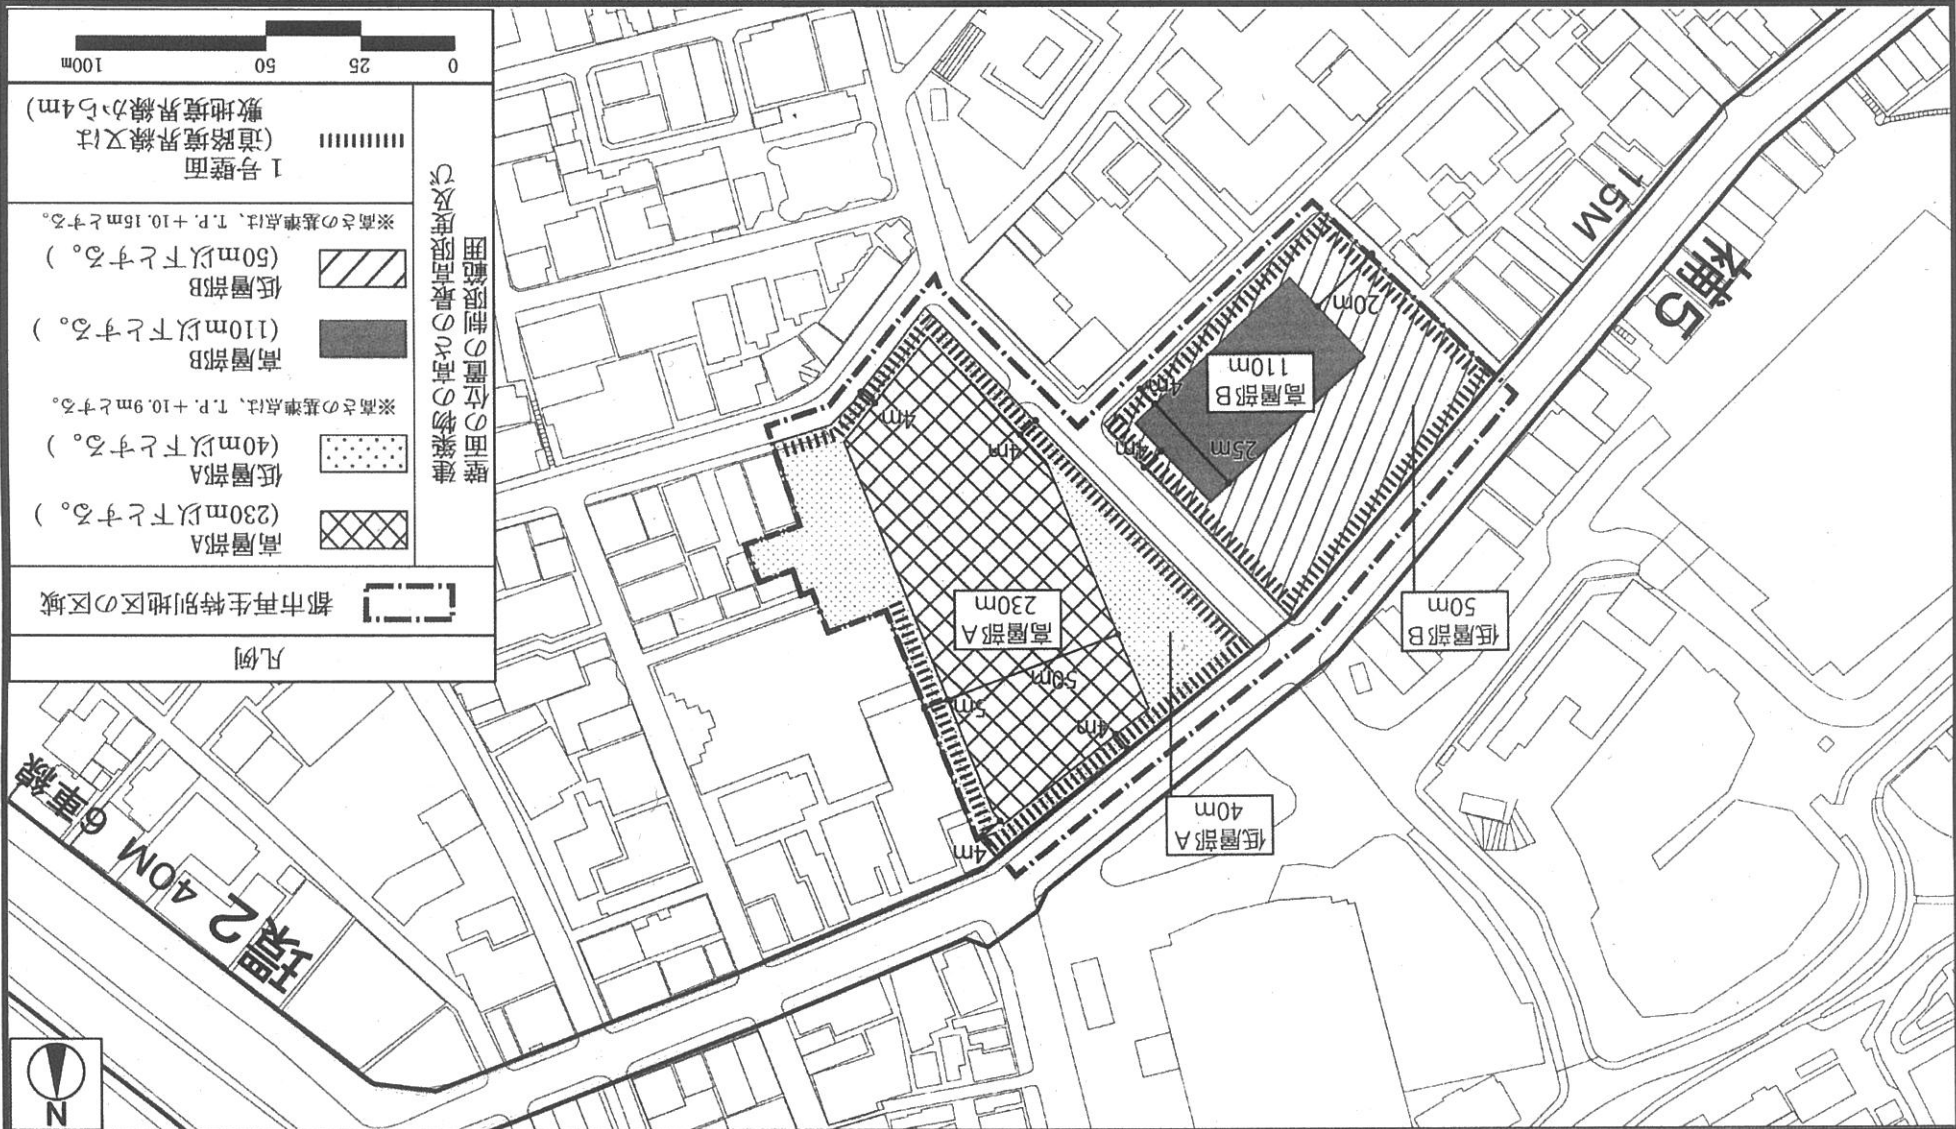 N
環2 40M 6車線
補5
15M
低層部A
40m
低層部B
50m
高層部A
230m
高層部B
110m
4m
4m
5m
50m
4m
4m
4m
4m
25m
20m
凡例
都市再生特別地区の区域
建築物の高さの最高限度及び
壁面の位置の制限範囲
高層部A
(230m以下とする。)
低層部A
(40m以下とする。)
※高さの基準点は、T.P.+10.9mとする。
高層部B
(110m以下とする。)
低層部B
(50m以下とする。)
※高さの基準点は、T.P.+10.15mとする。
1号壁面
(道路境界線又は
敷地境界線から4m)
0 25 50 100m